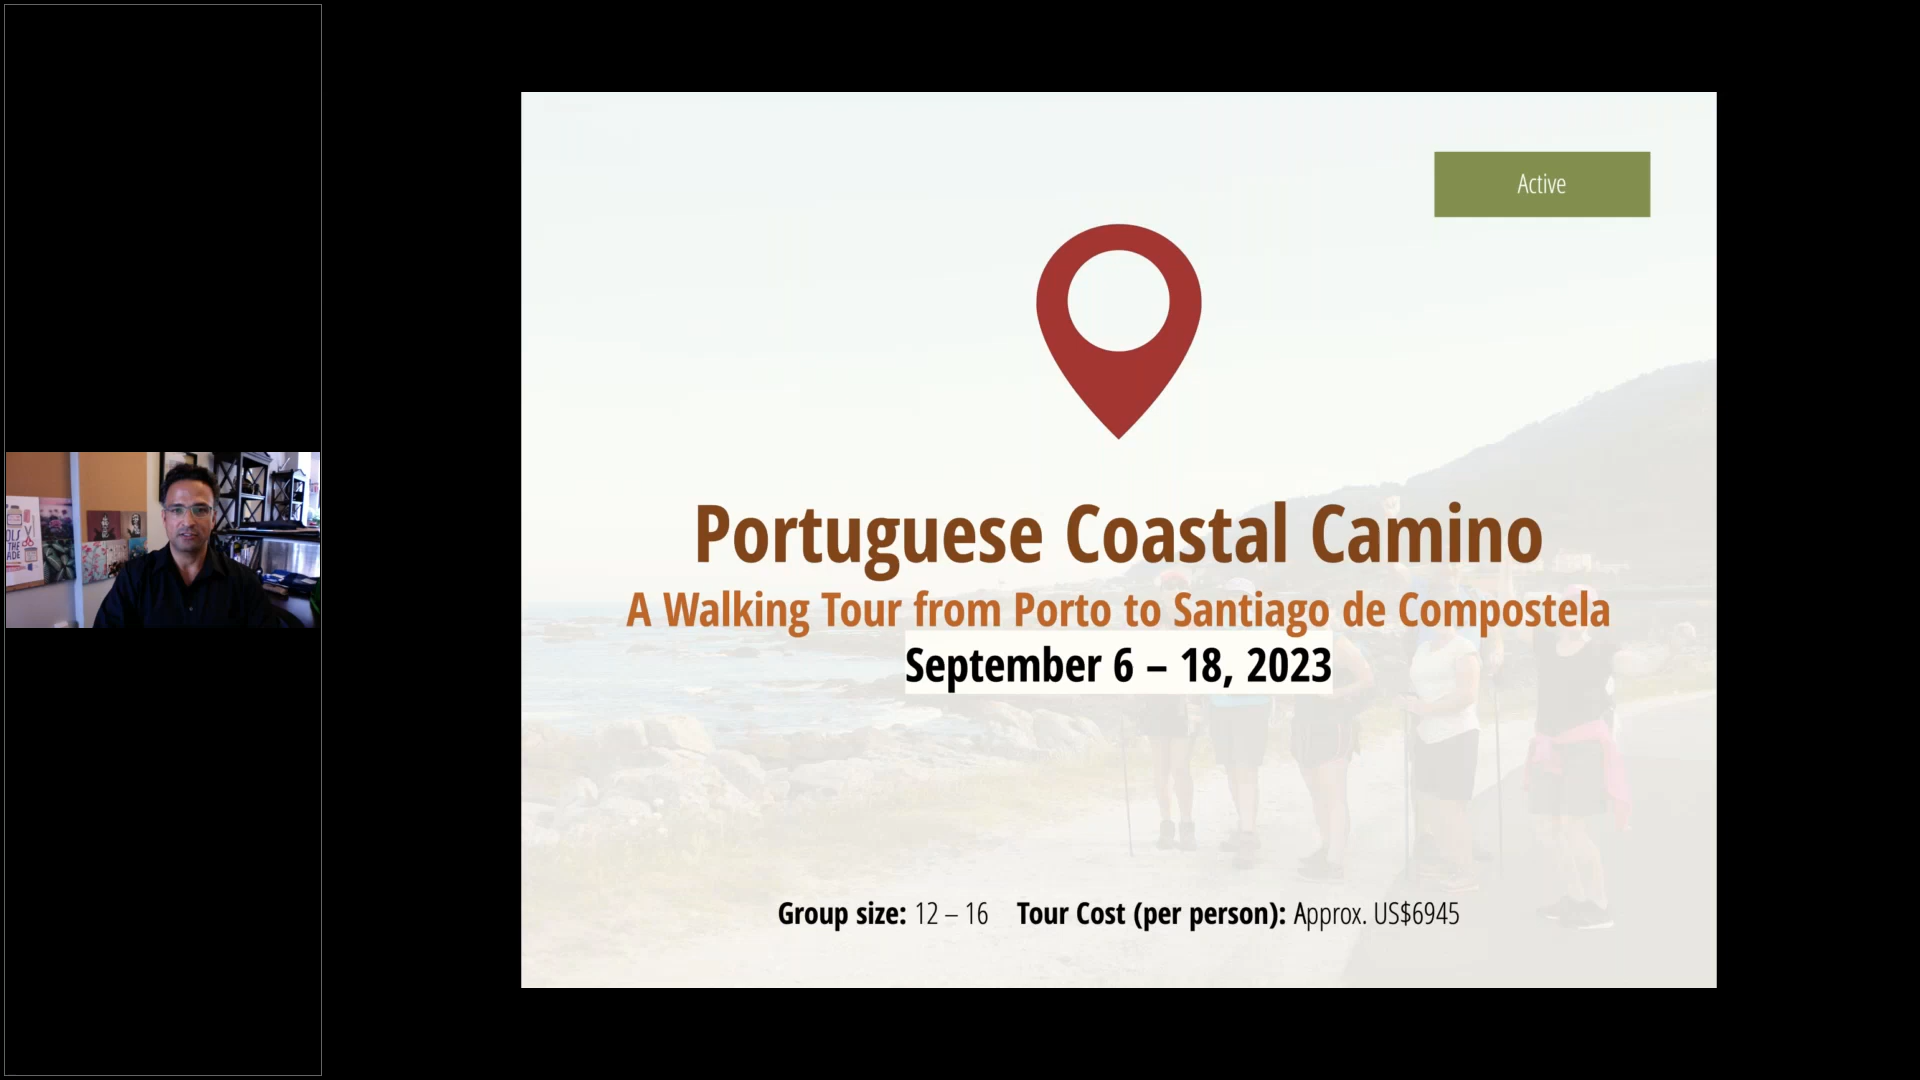 Active
Portuguese Coastal Camino
A Walking Tour from Porto to Santiago de Compostela
September 6 – 18, 2023
Group size: 12 – 16 Tour Cost (per person): Approx. US$6945